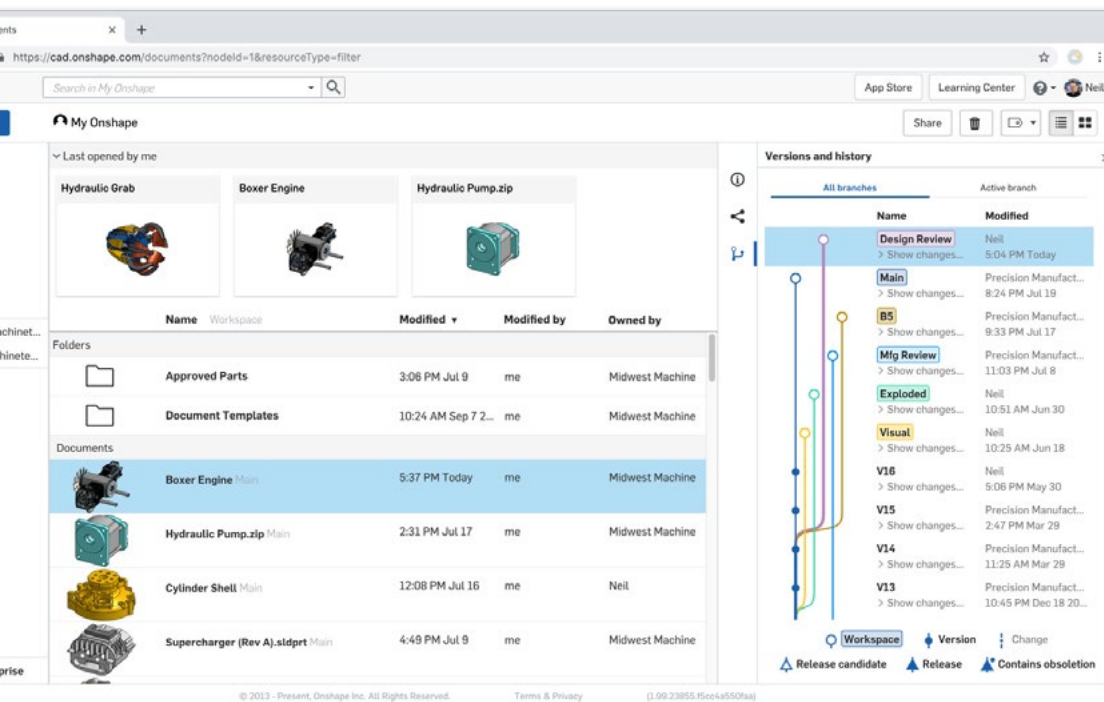 ents × +
https://cad.onshape.com/documents?nodeId=1&resourceType=filter
Search in My Onshape
App Store Learning Center Neil
My Onshape
Share
Last opened by me
Hydraulic Grab Boxer Engine Hydraulic Pump.zip
Name Workspace Modified Modified by Owned by
achinet...
hinete...
Folders
Approved Parts 3:06 PM Jul 9 me Midwest Machine
Document Templates 10:24 AM Sep 7 2... me Midwest Machine
Documents
Boxer Engine Main 5:37 PM Today me Midwest Machine
Hydraulic Pump.zip Main 2:31 PM Jul 17 me Midwest Machine
Cylinder Shell Main 12:08 PM Jul 16 me Neil
Supercharger (Rev A).sldprt Main 4:49 PM Jul 9 me Midwest Machine
prise
Versions and history
All branches Active branch
Name Modified
Design Review Neil
> Show changes... 5:04 PM Today
Main Precision Manufact...
> Show changes... 8:24 PM Jul 19
B5 Precision Manufact...
> Show changes... 9:33 PM Jul 17
Mfg Review Precision Manufact...
> Show changes... 11:03 PM Jul 8
Exploded Neil
> Show changes... 10:51 AM Jun 30
Visual Neil
> Show changes... 10:25 AM Jun 18
V16 Neil
> Show changes... 5:06 PM May 30
V15 Precision Manufact...
> Show changes... 2:47 PM Mar 29
V14 Precision Manufact...
> Show changes... 11:25 AM Mar 29
V13 Precision Manufact...
> Show changes... 10:45 PM Dec 18 20...
Workspace Version Change
Release candidate Release Contains obsoletion
© 2013 - Present, Onshape Inc. All Rights Reserved. Terms & Privacy (1.99.23855.f5cc4a550faa)